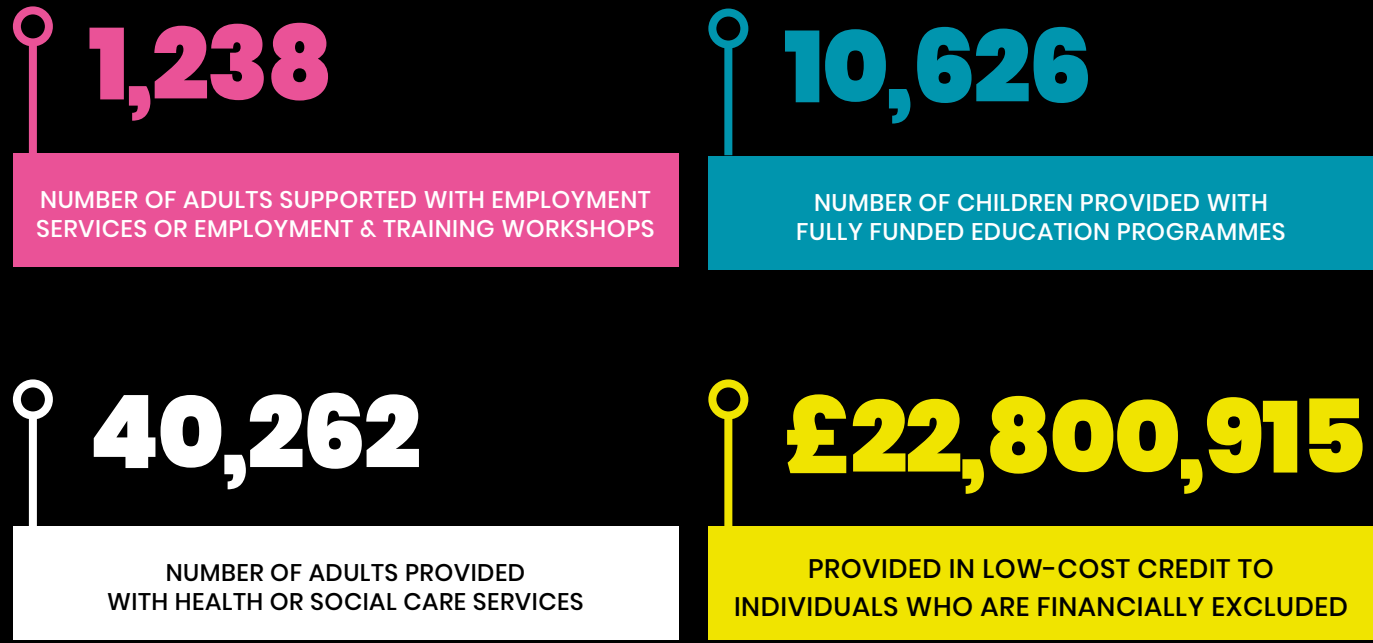 1,238
NUMBER OF ADULTS SUPPORTED WITH EMPLOYMENT
SERVICES OR EMPLOYMENT & TRAINING WORKSHOPS
10,626
NUMBER OF CHILDREN PROVIDED WITH
FULLY FUNDED EDUCATION PROGRAMMES
40,262
NUMBER OF ADULTS PROVIDED
WITH HEALTH OR SOCIAL CARE SERVICES
£22,800,915
PROVIDED IN LOW-COST CREDIT TO
INDIVIDUALS WHO ARE FINANCIALLY EXCLUDED